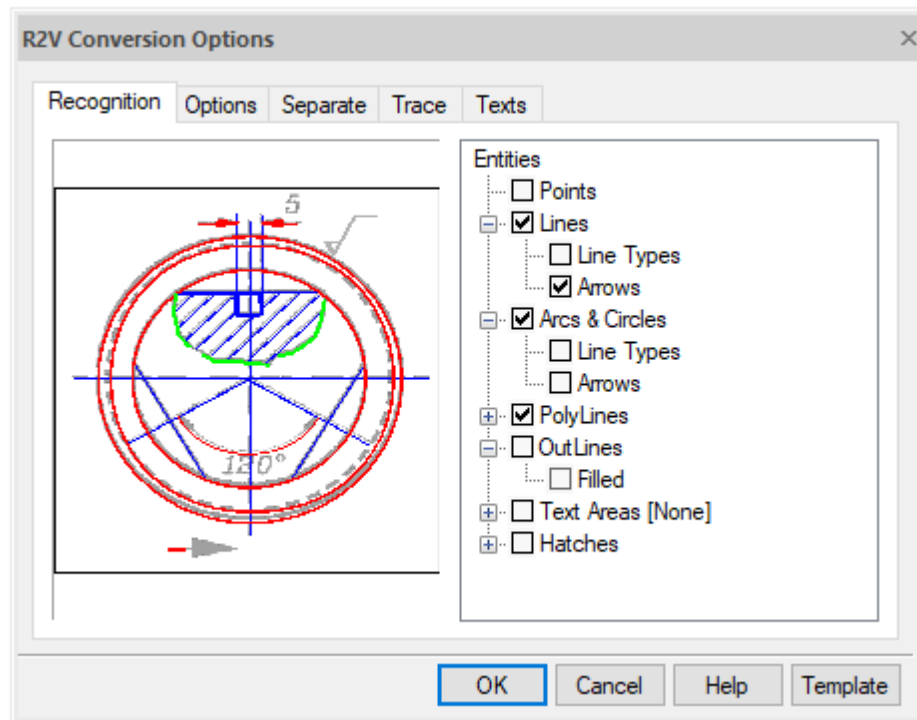 R2V Conversion Options
Recognition Options Separate Trace Texts
5
120°
Entities
Points
Lines
Line Types
Arrows
Arcs & Circles
Line Types
Arrows
PolyLines
OutLines
Filled
Text Areas [None]
Hatches
OK Cancel Help Template